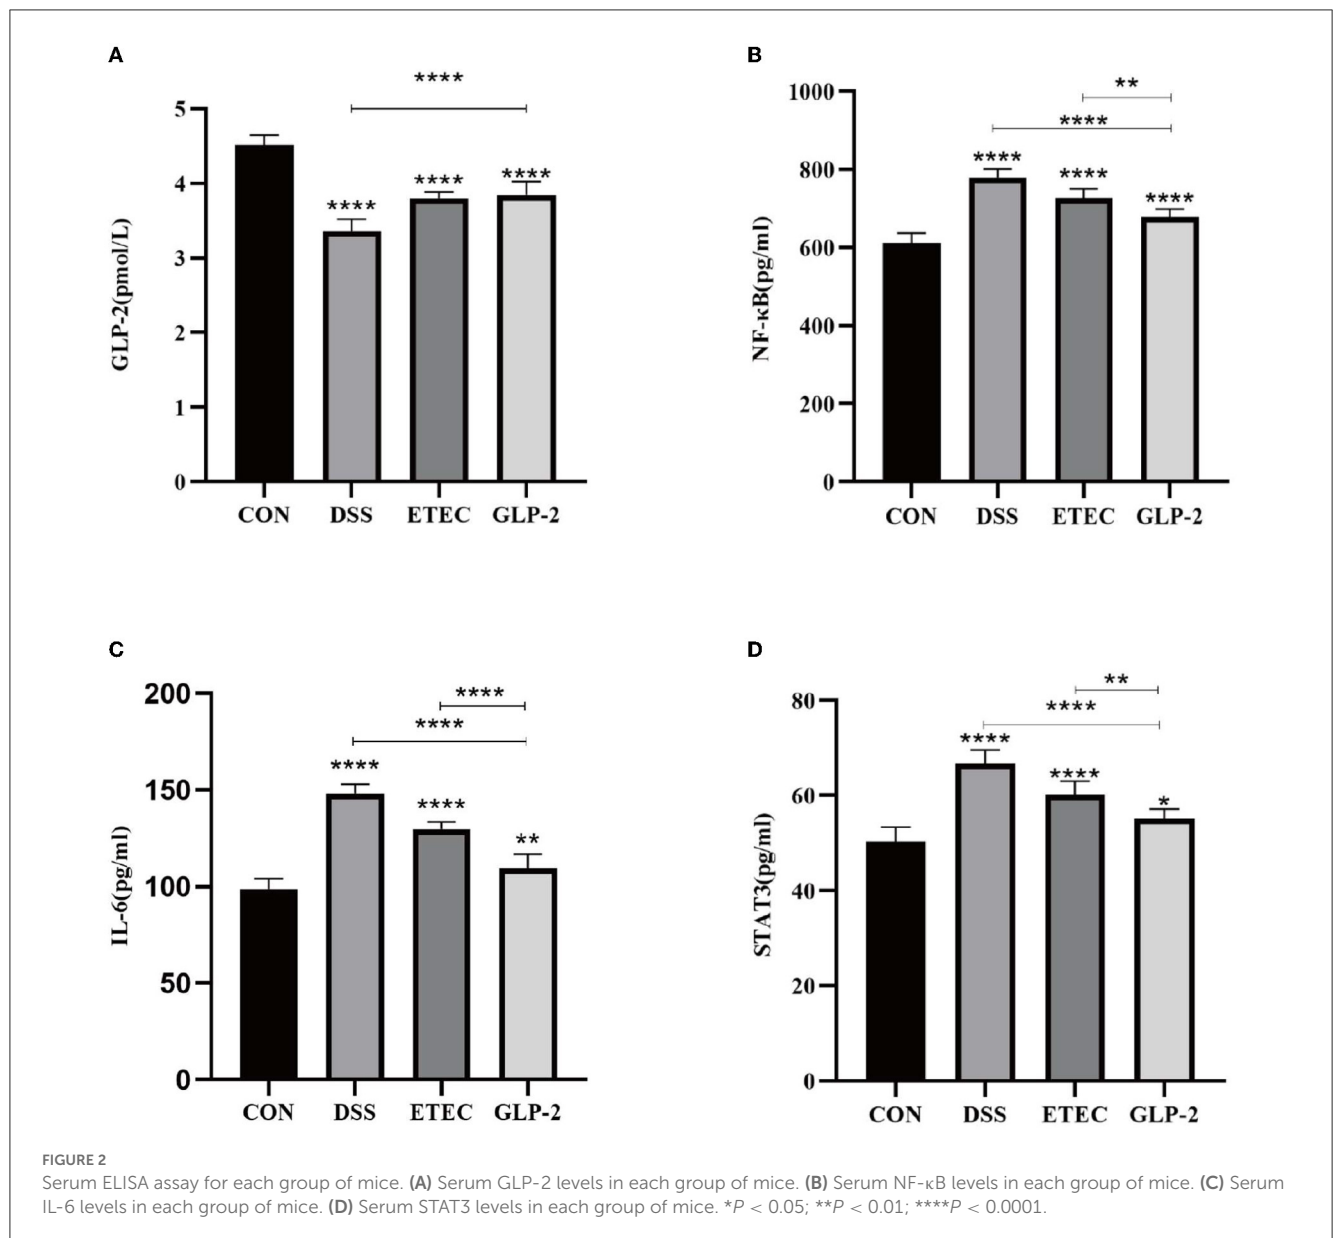 A
****
5
4
3
2
1
0
GLP-2(pmol/L)
****
****
****
CON DSS ETEC GLP-2
B
**
****
1000
800
600
400
200
0
NF-κB(pg/ml)
****
****
****
CON DSS ETEC GLP-2
C
****
****
200
150
100
50
0
IL-6(pg/ml)
****
****
**
CON DSS ETEC GLP-2
D
**
****
80
60
40
20
0
STAT3(pg/ml)
****
****
*
CON DSS ETEC GLP-2
FIGURE 2
Serum ELISA assay for each group of mice. (A) Serum GLP-2 levels in each group of mice. (B) Serum NF-κB levels in each group of mice. (C) Serum
IL-6 levels in each group of mice. (D) Serum STAT3 levels in each group of mice. *P < 0.05; **P < 0.01; ****P < 0.0001.